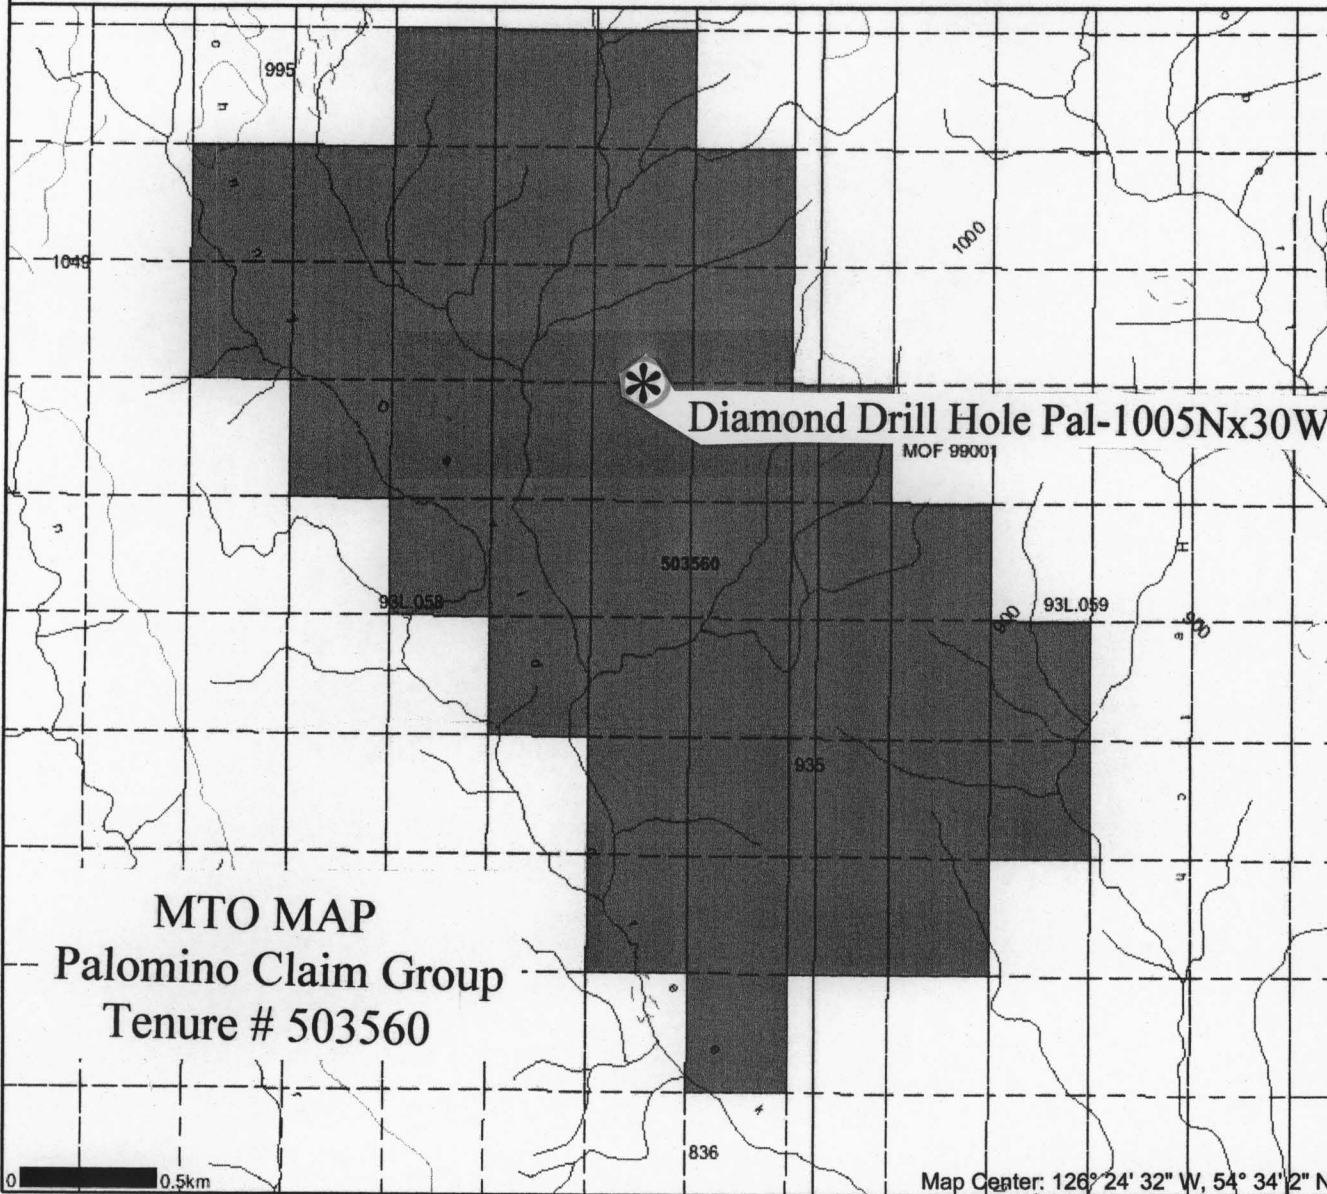 995
1049
1000
Diamond Drill Hole Pal-1005Nx30W
MOF 99001
503560
93L.058
93L.059
900
900
935
MTO MAP
Palomino Claim Group
Tenure # 503560
836
0 0.5km
Map Center: 126° 24' 32" W, 54° 34' 2" N